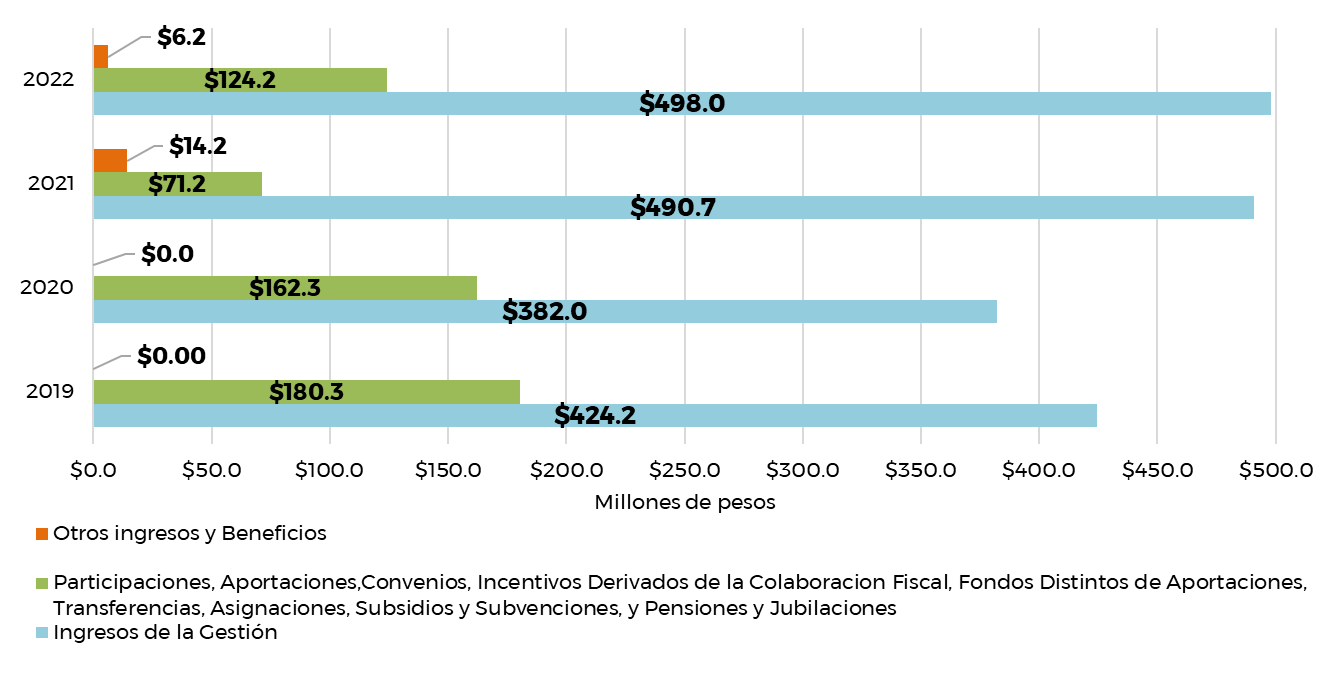 $6.2
2022
$124.2
$498.0
$14.2
2021
$71.2
$490.7
$0.0
2020
$162.3
$382.0
$0.00
2019
$180.3
$424.2
$0.0 $50.0 $100.0 $150.0 $200.0 $250.0 $300.0 $350.0 $400.0 $450.0 $500.0
Millones de pesos
Otros ingresos y Beneficios
Participaciones, Aportaciones,Convenios, Incentivos Derivados de la Colaboracion Fiscal, Fondos Distintos de Aportaciones,
Transferencias, Asignaciones, Subsidios y Subvenciones, y Pensiones y Jubilaciones
Ingresos de la Gestión